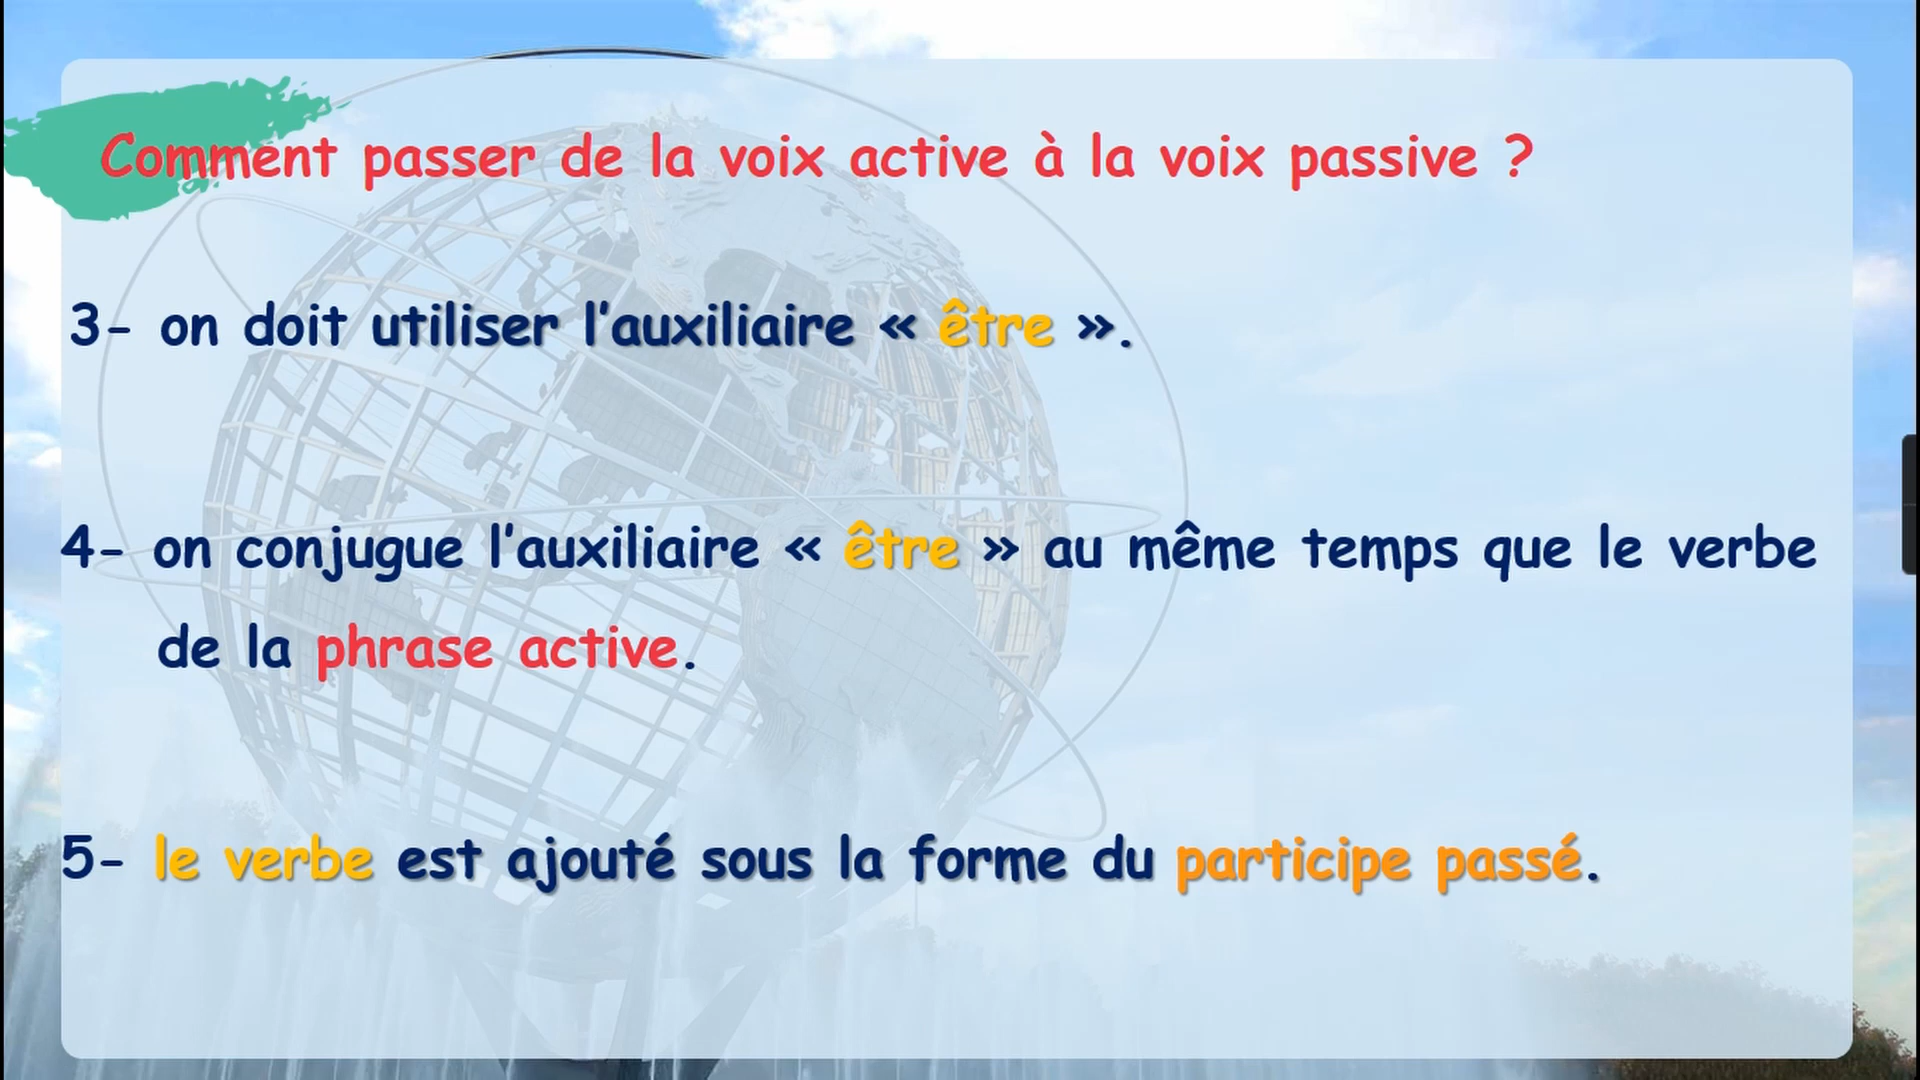 Comment passer de la voix active à la voix passive ?
3- on doit utiliser l'auxiliaire « être ».
4- on conjugue l'auxiliaire « être » au même temps que le verbe
de la phrase active.
5- le verbe est ajouté sous la forme du participe passé.